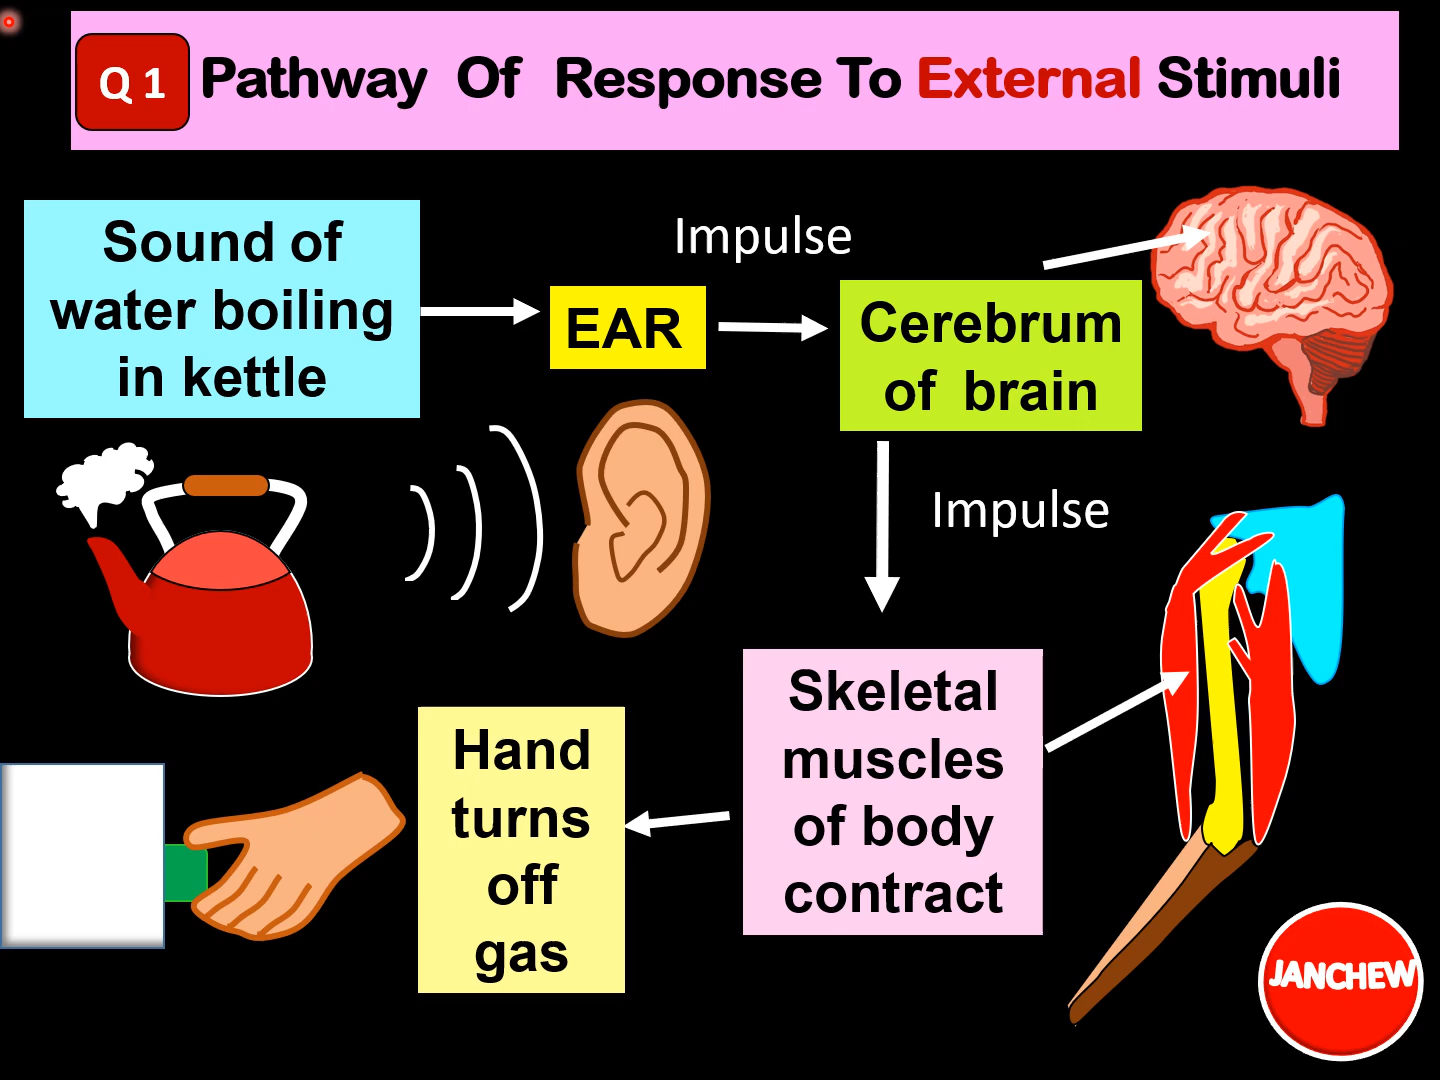 Q 1
Pathway Of Response To External Stimuli
Sound of
water boiling
in kettle
Impulse
EAR
Cerebrum
of brain
Impulse
Skeletal
muscles
of body
contract
Hand
turns
off
gas
JANCHEW